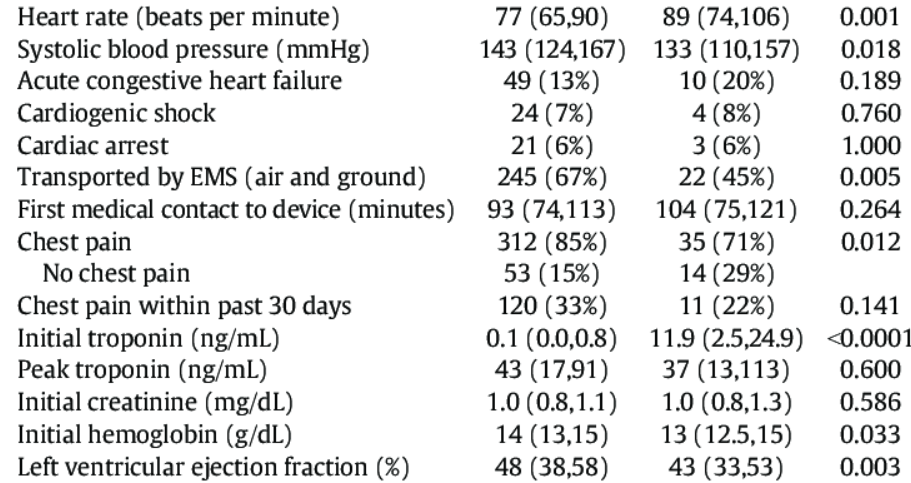 Heart rate (beats per minute) 77 (65,90) 89 (74,106) 0.001
Systolic blood pressure (mmHg) 143 (124,167) 133 (110,157) 0.018
Acute congestive heart failure 49 (13%) 10 (20%) 0.189
Cardiogenic shock 24 (7%) 4 (8%) 0.760
Cardiac arrest 21 (6%) 3 (6%) 1.000
Transported by EMS (air and ground) 245 (67%) 22 (45%) 0.005
First medical contact to device (minutes) 93 (74,113) 104 (75,121) 0.264
Chest pain 312 (85%) 35 (71%) 0.012
No chest pain 53 (15%) 14 (29%)
Chest pain within past 30 days 120 (33%) 11 (22%) 0.141
Initial troponin (ng/mL) 0.1 (0.0,0.8) 11.9 (2.5,24.9) <0.0001
Peak troponin (ng/mL) 43 (17,91) 37 (13,113) 0.600
Initial creatinine (mg/dL) 1.0 (0.8,1.1) 1.0 (0.8,1.3) 0.586
Initial hemoglobin (g/dL) 14 (13,15) 13 (12.5,15) 0.033
Left ventricular ejection fraction (%) 48 (38,58) 43 (33,53) 0.003